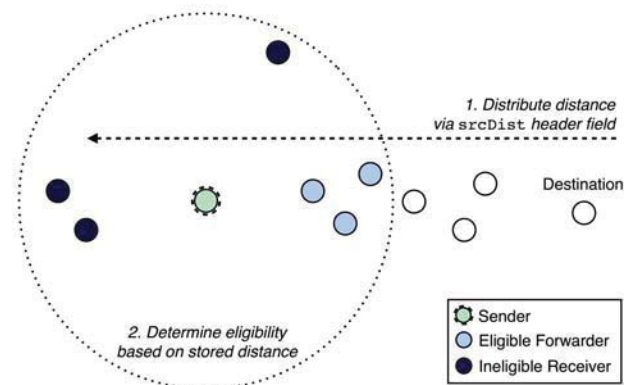 1. Distribute distance
via srcDist header field
Destination
2. Determine eligibility
based on stored distance
Sender
Eligible Forwarder
Ineligible Receiver